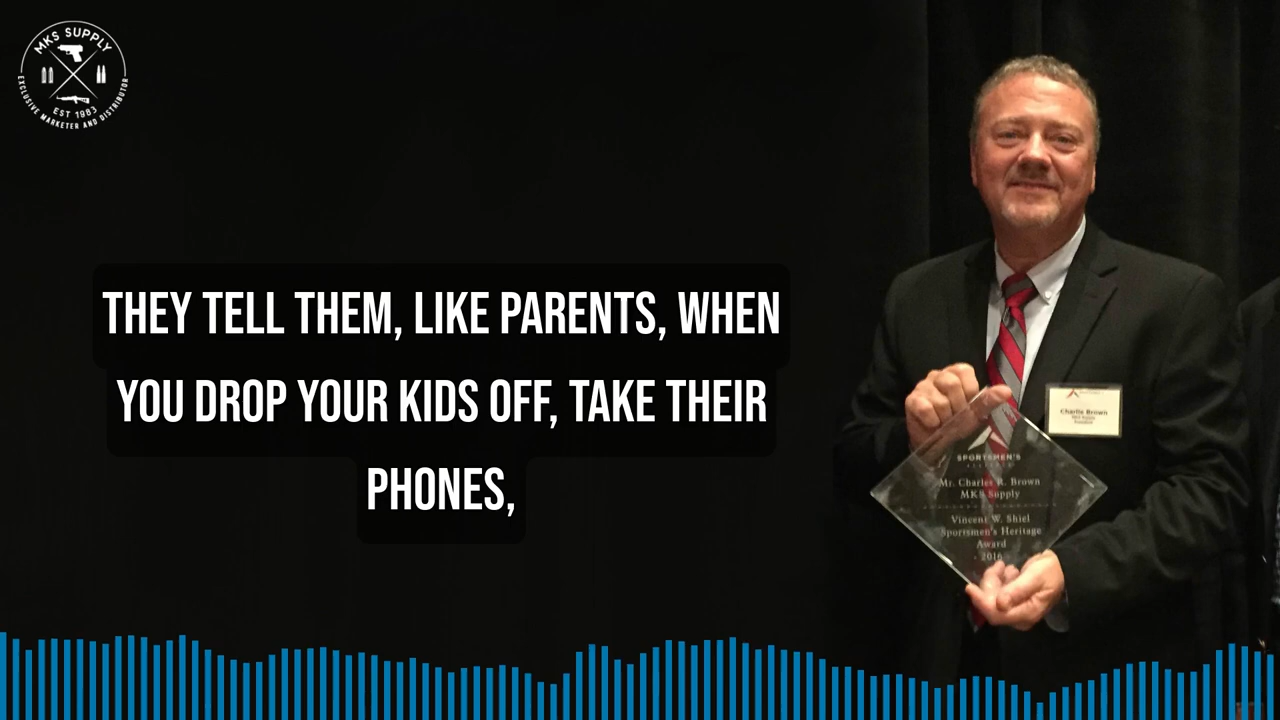 MKS SUPPLY
EST 1983
EXCLUSIVE MARKETER AND DISTRIBUTOR
THEY TELL THEM, LIKE PARENTS, WHEN
YOU DROP YOUR KIDS OFF, TAKE THEIR
PHONES,
Charlie Brown
SPORTSMEN'S
Mr. Charles R. Brown
MKS Supply
Vincent W. Shiel
Sportsmen's Heritage
Award
- 2016 -